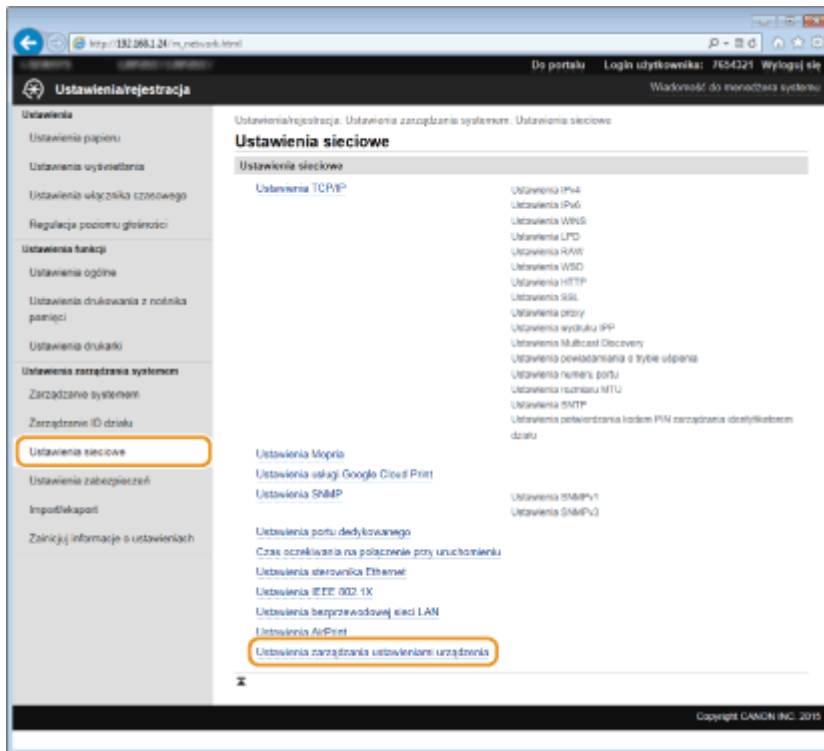 http://192.168.1.24/m_network.html
Do portalu Login użytkownika: 7654321 Wyloguj się
Ustawienia/rejestracja
Wiadomość do menedżera systemu
Ustawienia
Ustawienia papieru
Ustawienia wyświetlania
Ustawienia włącznika czasowego
Regulacja poziomu głośności
Ustawienia funkcji
Ustawienia ogólne
Ustawienia drukowania z nośnika
pamięci
Ustawienia drukarki
Ustawienia zarządzania systemem
Zarządzanie systemem
Zarządzanie ID działu
Ustawienia sieciowe
Ustawienia zabezpieczeń
Import/eksport
Zainicjuj informacje o ustawieniach
Ustawienia/rejestracja: Ustawienia zarządzania systemem: Ustawienia sieciowe
Ustawienia sieciowe
Ustawienia sieciowe
Ustawienia TCP/IP
Ustawienia IPv4
Ustawienia IPv6
Ustawienia WINS
Ustawienia LPD
Ustawienia RAW
Ustawienia WSD
Ustawienia HTTP
Ustawienia SSL
Ustawienia proxy
Ustawienia wydruku IPP
Ustawienia Multicast Discovery
Ustawienia powiadamiania o trybie uśpienia
Ustawienia numeru portu
Ustawienia rozmiaru MTU
Ustawienia SNTP
Ustawienia potwierdzania kodem PIN zarządzania identyfikatorem
działu
Ustawienia Mopria
Ustawienia usługi Google Cloud Print
Ustawienia SNMP
Ustawienia SNMPv1
Ustawienia SNMPv3
Ustawienia portu dedykowanego
Czas oczekiwania na połączenie przy uruchomieniu
Ustawienia sterownika Ethernet
Ustawienia IEEE 802.1X
Ustawienia bezprzewodowej sieci LAN
Ustawienia AirPrint
Ustawienia zarządzania ustawieniami urządzenia
Copyright CANON INC. 2015